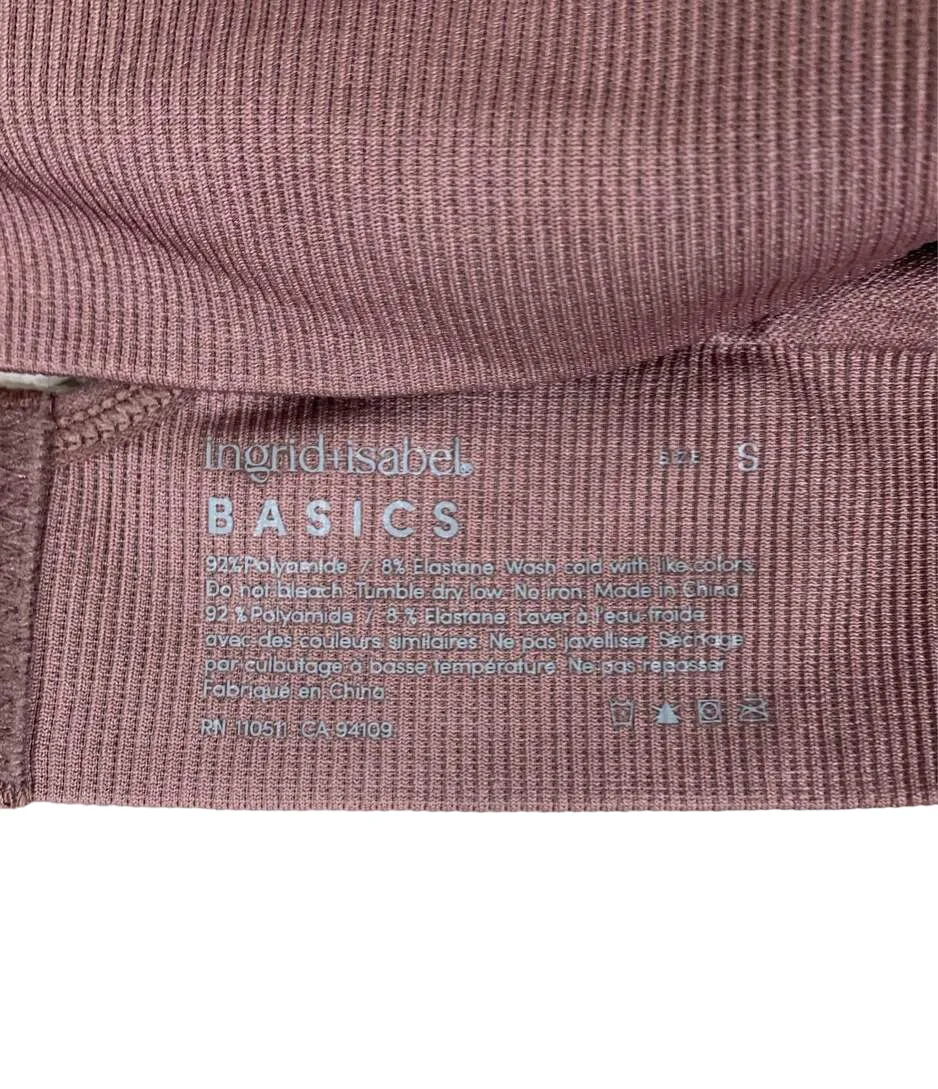 ingrid+isabel®
SIZE S
BASICS
92% Polyamide / 8% Elastane. Wash cold with like colors.
Do not bleach. Tumble dry low. No iron. Made in China
92 % Polyamide / 8 % Elastane. Laver à l'eau froide
avec des couleurs similaires. Ne pas javelliser. Séchage
par culbutage à basse température. Ne pas repasser
Fabriqué en China
RN 110511 CA 94109